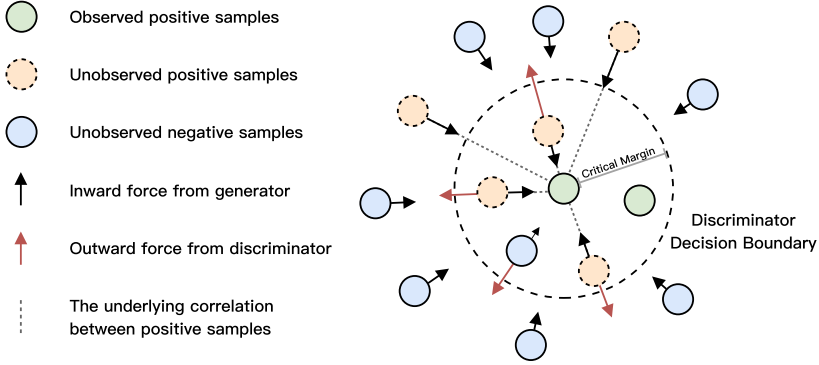 Observed positive samples
Unobserved positive samples
Unobserved negative samples
Inward force from generator
Outward force from discriminator
The underlying correlation
between positive samples
Critical Margin
Discriminator
Decision Boundary